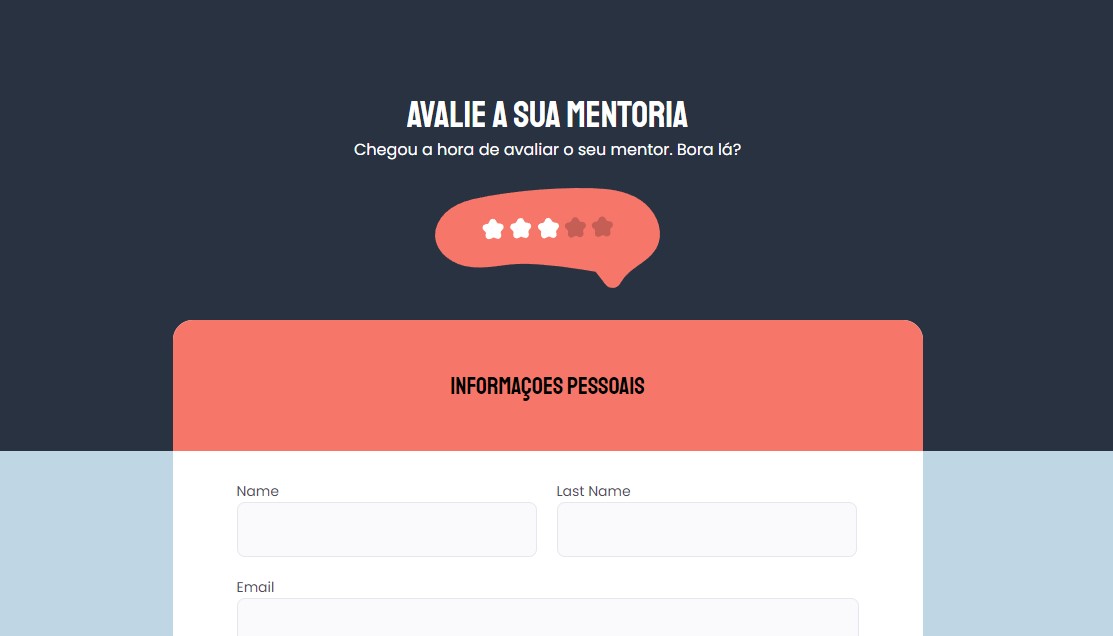 AVALIE A SUA MENTORIA
Chegou a hora de avaliar o seu mentor. Bora lá?
INFORMAÇOES PESSOAIS
Name Last Name
Email